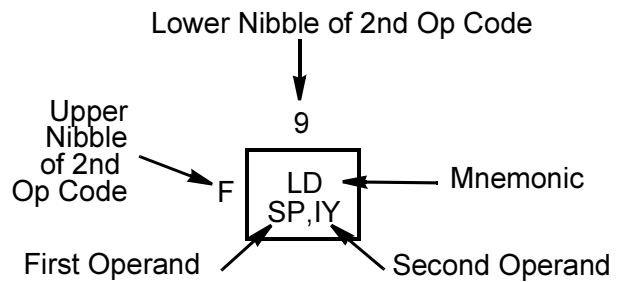 Lower Nibble of 2nd Op Code
9
Upper
Nibble
of 2nd
Op Code
F
LD
SP,IY
Mnemonic
First Operand
Second Operand